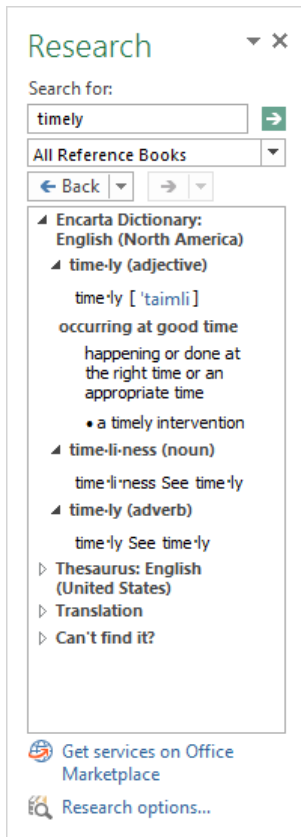 Research
Search for:
timely
All Reference Books
Back
Encarta Dictionary:
English (North America)
time·ly (adjective)
time·ly [ 'taimli ]
occurring at good time
happening or done at
the right time or an
appropriate time
• a timely intervention
time·li·ness (noun)
time·li·ness See time·ly
time·ly (adverb)
time·ly See time·ly
Thesaurus: English
(United States)
Translation
Can't find it?
Get services on Office
Marketplace
Research options...